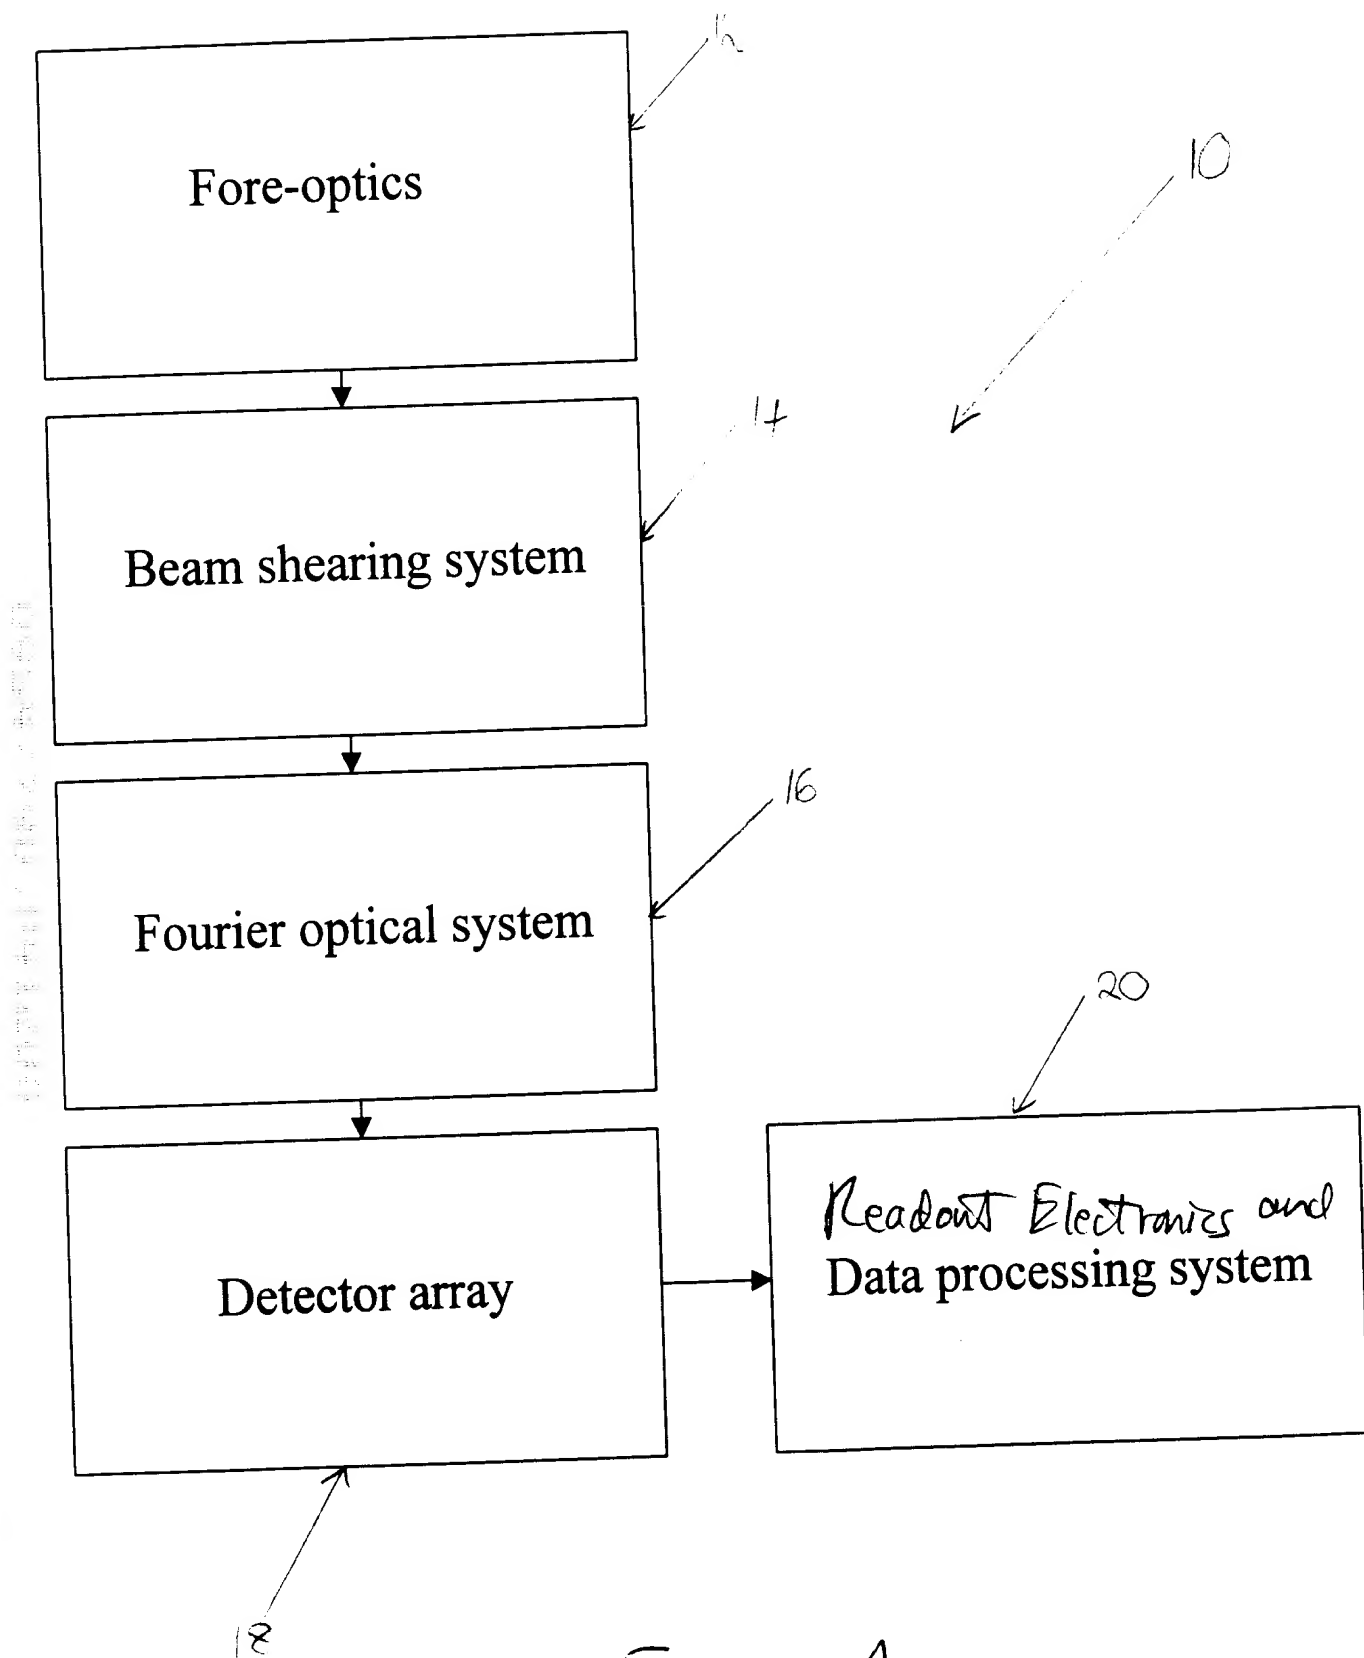 10
Fore-optics
14
Beam shearing system
16
Fourier optical system
20
Readout Electronics and
Data processing system
Detector array
18